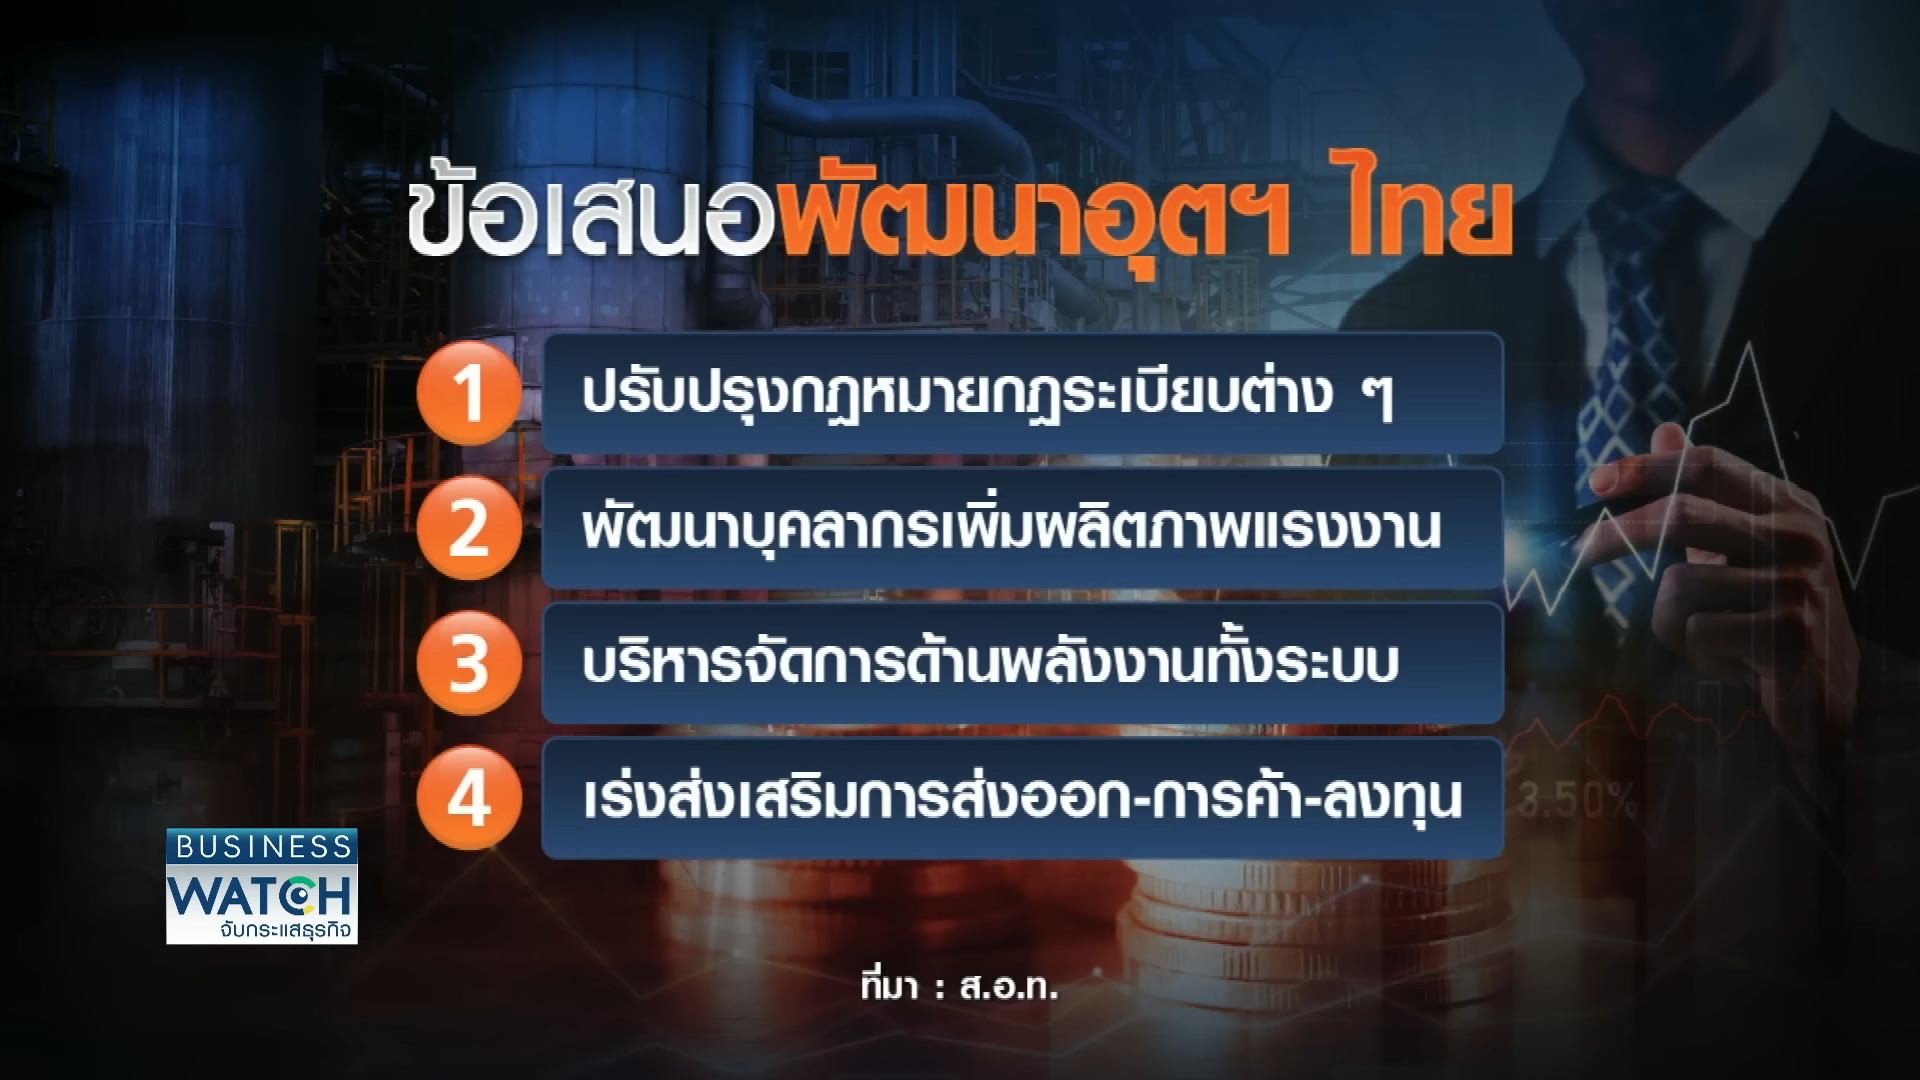 ข้อเสนอพัฒนาอุตฯ ไทย
1 ปรับปรุงกฎหมายกฎระเบียบต่าง ๆ
2 พัฒนาบุคลากรเพิ่มผลิตภาพแรงงาน
3 บริหารจัดการด้านพลังงานทั้งระบบ
4 เร่งส่งเสริมการส่งออก-การค้า-ลงทุน
3.50%
BUSINESS
WATCH
จับกระแสธุรกิจ
ที่มา : ส.อ.ท.